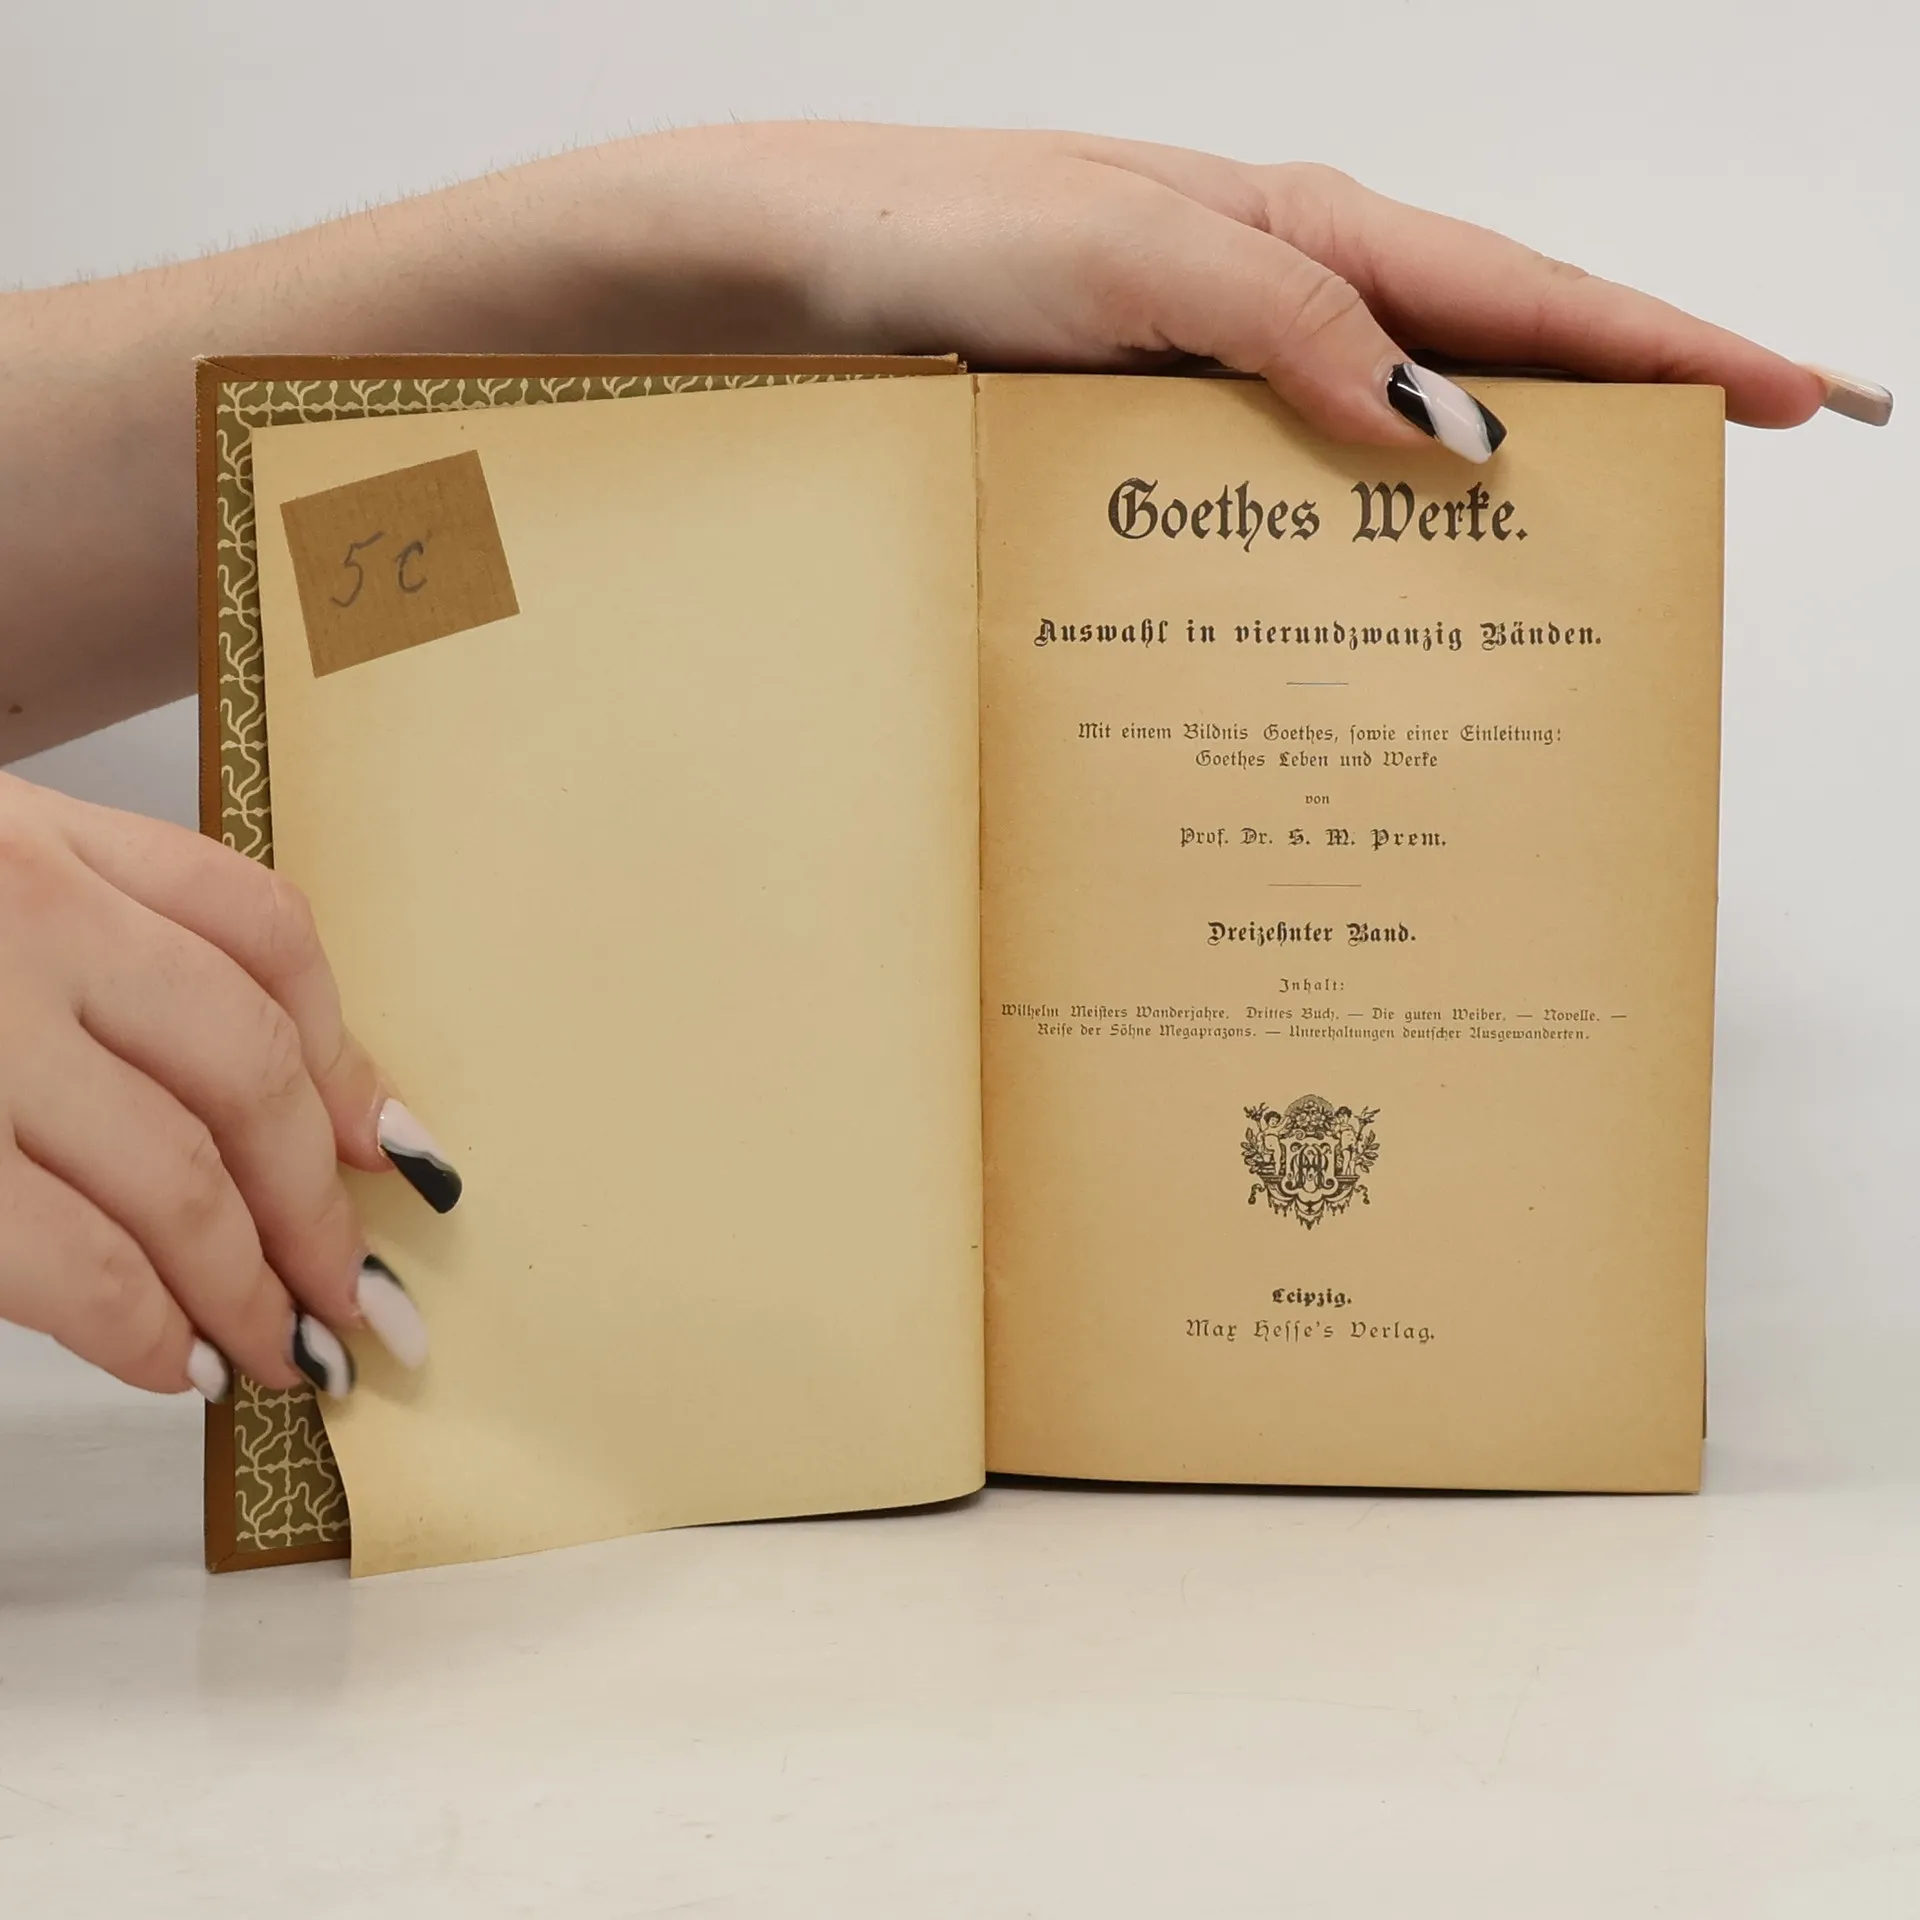 5 c
Goethes Werke.
Auswahl in vierundzwanzig Bänden.
Mit einem Bildnis Goethes, sowie einer Einleitung:
Goethes Leben und Werke
von
Prof. Dr. S. M. Prem.
Dreizehnter Band.
Inhalt:
Wilhelm Meisters Wanderjahre. Drittes Buch. — Die guten Weiber. — Novelle. —
Reise der Söhne Megaprazons. — Unterhaltungen deutscher Ausgewanderten.
Leipzig.
Max Hesse's Verlag.